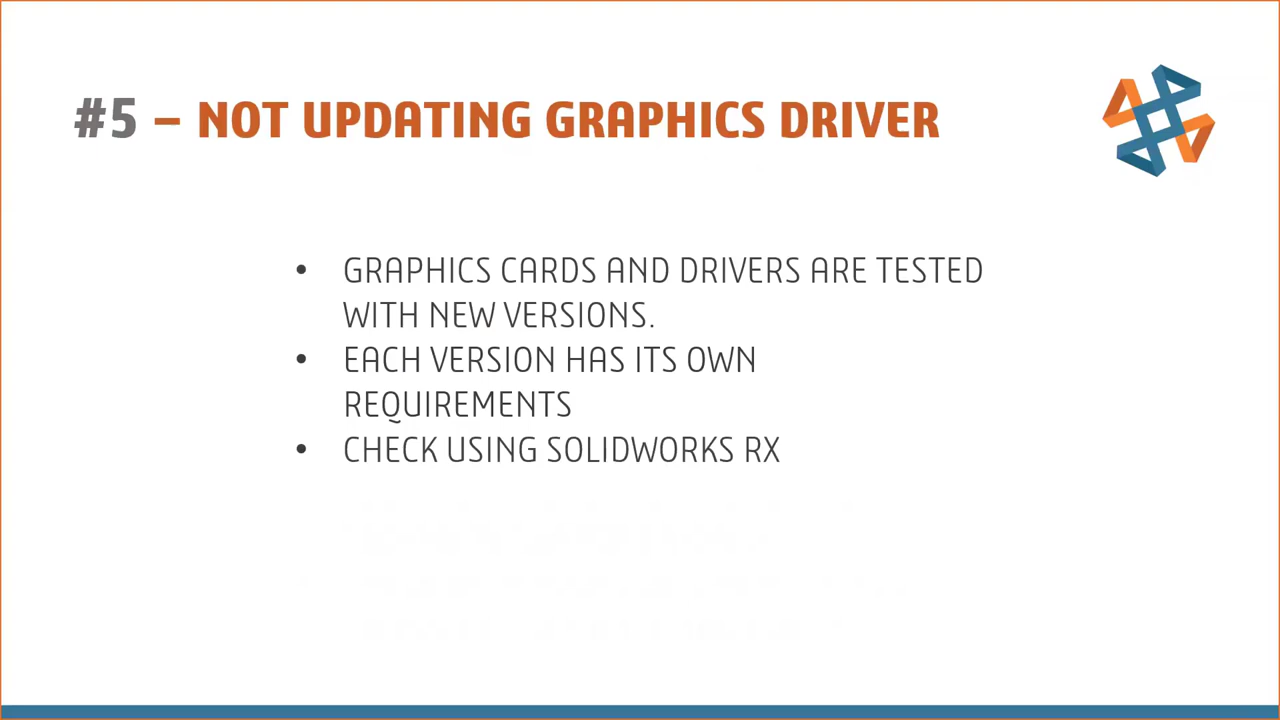 #5 – NOT UPDATING GRAPHICS DRIVER
• GRAPHICS CARDS AND DRIVERS ARE TESTED
WITH NEW VERSIONS.
• EACH VERSION HAS ITS OWN
REQUIREMENTS
• CHECK USING SOLIDWORKS RX